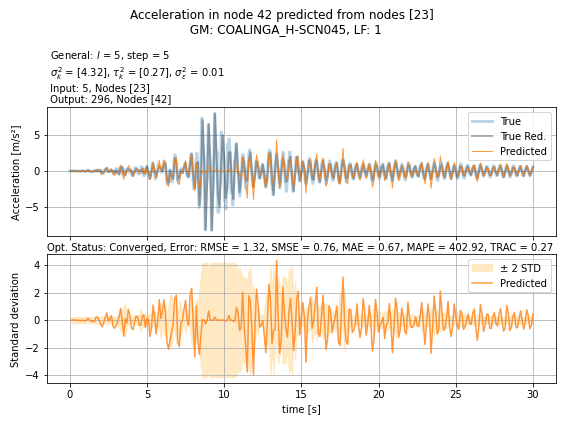 Acceleration in node 42 predicted from nodes [23]
GM: COALINGA_H-SCN045, LF: 1
General: l = 5, step = 5
σ²ₖ = [4.32], τ²ₖ = [0.27], σ²ₑ = 0.01
Input: 5, Nodes [23]
Output: 296, Nodes [42]
Acceleration [m/s²]
5
0
−5
True
True Red.
Predicted
Opt. Status: Converged, Error: RMSE = 1.32, SMSE = 0.76, MAE = 0.67, MAPE = 402.92, TRAC = 0.27
Standard deviation
4
2
0
−2
−4
± 2 STD
Predicted
0 5 10 15 20 25 30
time [s]